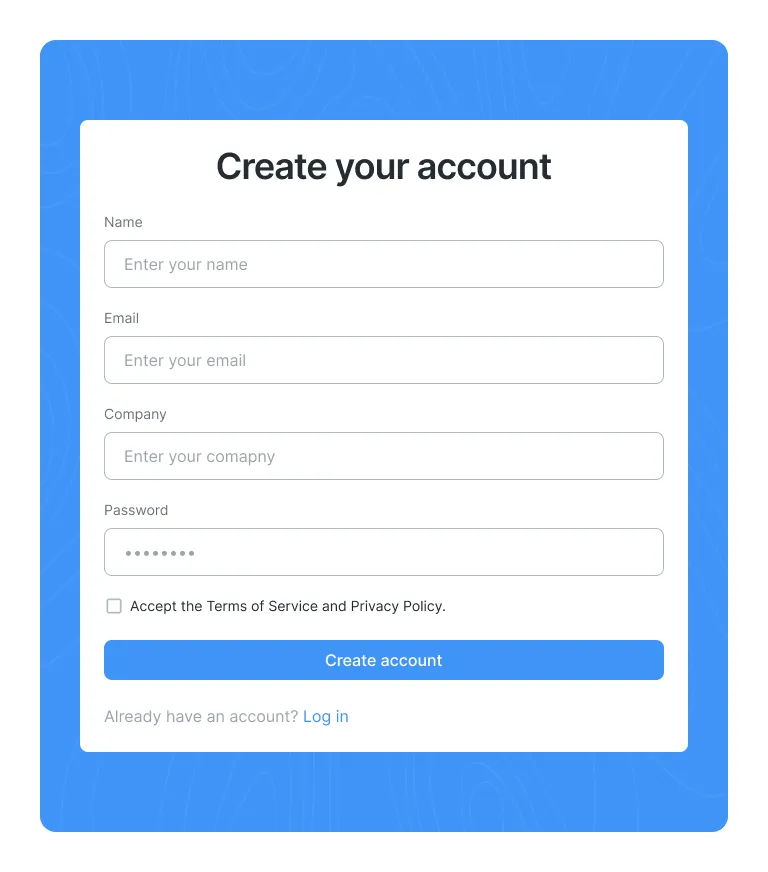 Create your account
Name
Enter your name
Email
Enter your email
Company
Enter your comapny
Password
••••••••
Accept the Terms of Service and Privacy Policy.
Create account
Already have an account? Log in